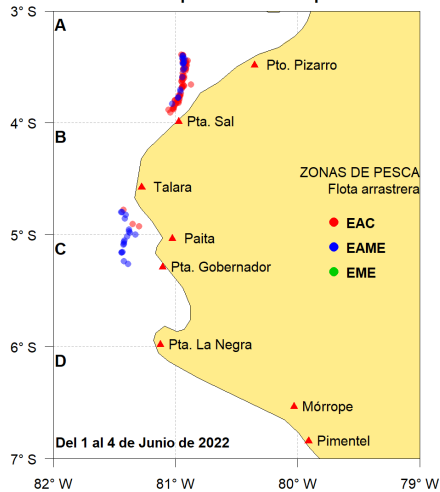 3° S
A
Pto. Pizarro
4° S
Pta. Sal
B
ZONAS DE PESCA
Flota arrastrera
Talara
EAC
5° S
Paita
C
EAME
Pta. Gobernador
EME
6° S
Pta. La Negra
D
Mórrope
Del 1 al 4 de Junio de 2022
Pimentel
7° S
82° W
81° W
80° W
79° W